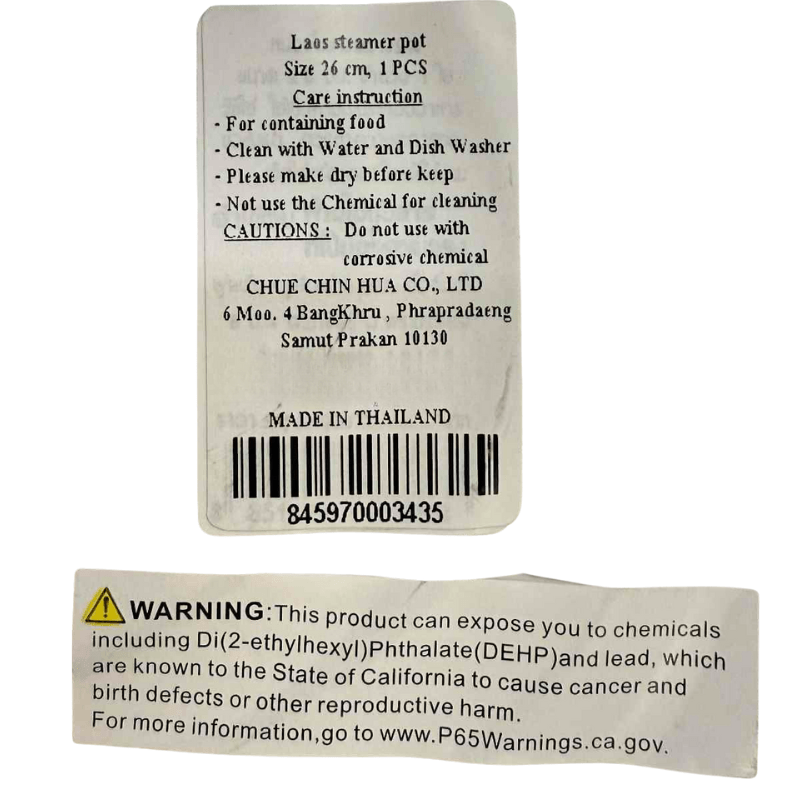 Laos steamer pot
Size 26 cm, 1 PCS
Care instruction
- For containing food
- Clean with Water and Dish Washer
- Please make dry before keep
- Not use the Chemical for cleaning
CAUTIONS : Do not use with
corrosive chemical
CHUE CHIN HUA CO., LTD
6 Moo. 4 BangKhru , Phrapradaeng
Samut Prakan 10130
MADE IN THAILAND
845970003435
WARNING:This product can expose you to chemicals
including Di(2-ethylhexyl)Phthalate(DEHP)and lead, which
are known to the State of California to cause cancer and
birth defects or other reproductive harm.
For more information,go to www.P65Warnings.ca.gov.